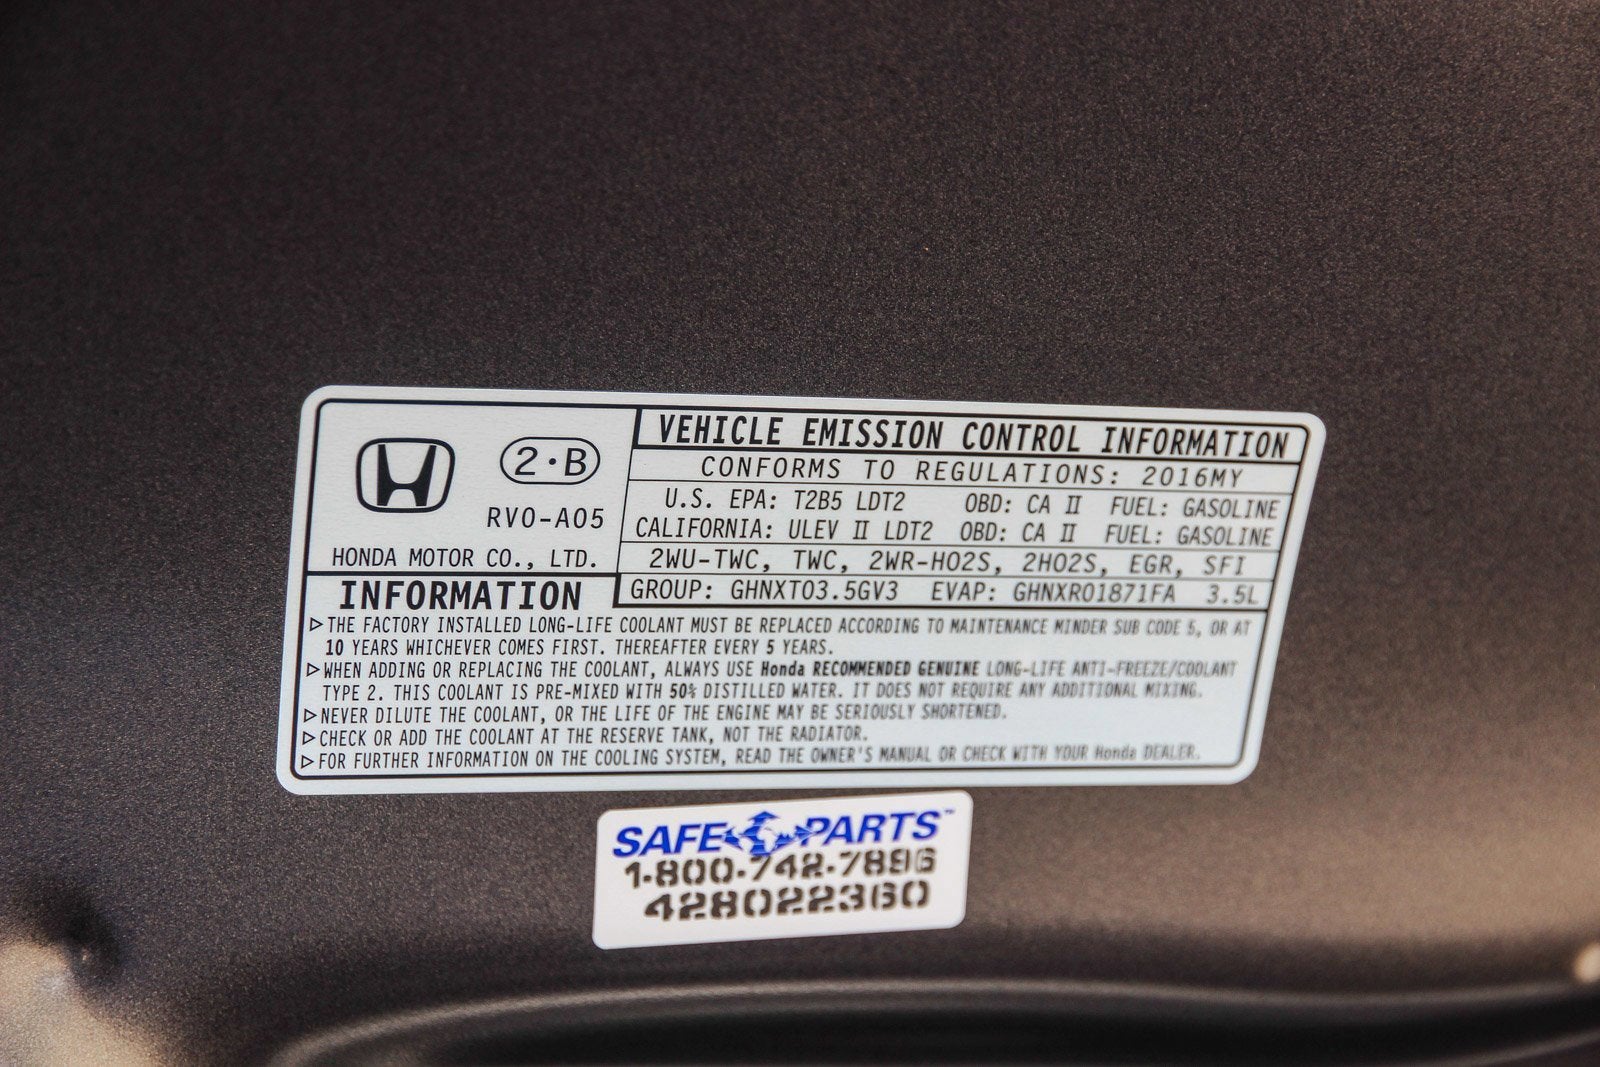 2·B
RV0-A05
HONDA MOTOR CO., LTD.
VEHICLE EMISSION CONTROL INFORMATION
CONFORMS TO REGULATIONS: 2016MY
U.S. EPA: T2B5 LDT2 OBD: CA II FUEL: GASOLINE
CALIFORNIA: ULEV II LDT2 OBD: CA II FUEL: GASOLINE
2WU-TWC, TWC, 2WR-HO2S, 2HO2S, EGR, SFI
GROUP: GHNXT03.5GV3 EVAP: GHNXR01871FA 3.5L
INFORMATION
▷THE FACTORY INSTALLED LONG-LIFE COOLANT MUST BE REPLACED ACCORDING TO MAINTENANCE MINDER SUB CODE 5, OR AT
10 YEARS WHICHEVER COMES FIRST. THEREAFTER EVERY 5 YEARS.
▷WHEN ADDING OR REPLACING THE COOLANT, ALWAYS USE Honda RECOMMENDED GENUINE LONG-LIFE ANTI-FREEZE/COOLANT
TYPE 2. THIS COOLANT IS PRE-MIXED WITH 50% DISTILLED WATER. IT DOES NOT REQUIRE ANY ADDITIONAL MIXING.
▷NEVER DILUTE THE COOLANT, OR THE LIFE OF THE ENGINE MAY BE SERIOUSLY SHORTENED.
▷CHECK OR ADD THE COOLANT AT THE RESERVE TANK, NOT THE RADIATOR.
▷FOR FURTHER INFORMATION ON THE COOLING SYSTEM, READ THE OWNER'S MANUAL OR CHECK WITH YOUR Honda DEALER.
SAFE PARTS™
1-800-742-7896
428022360